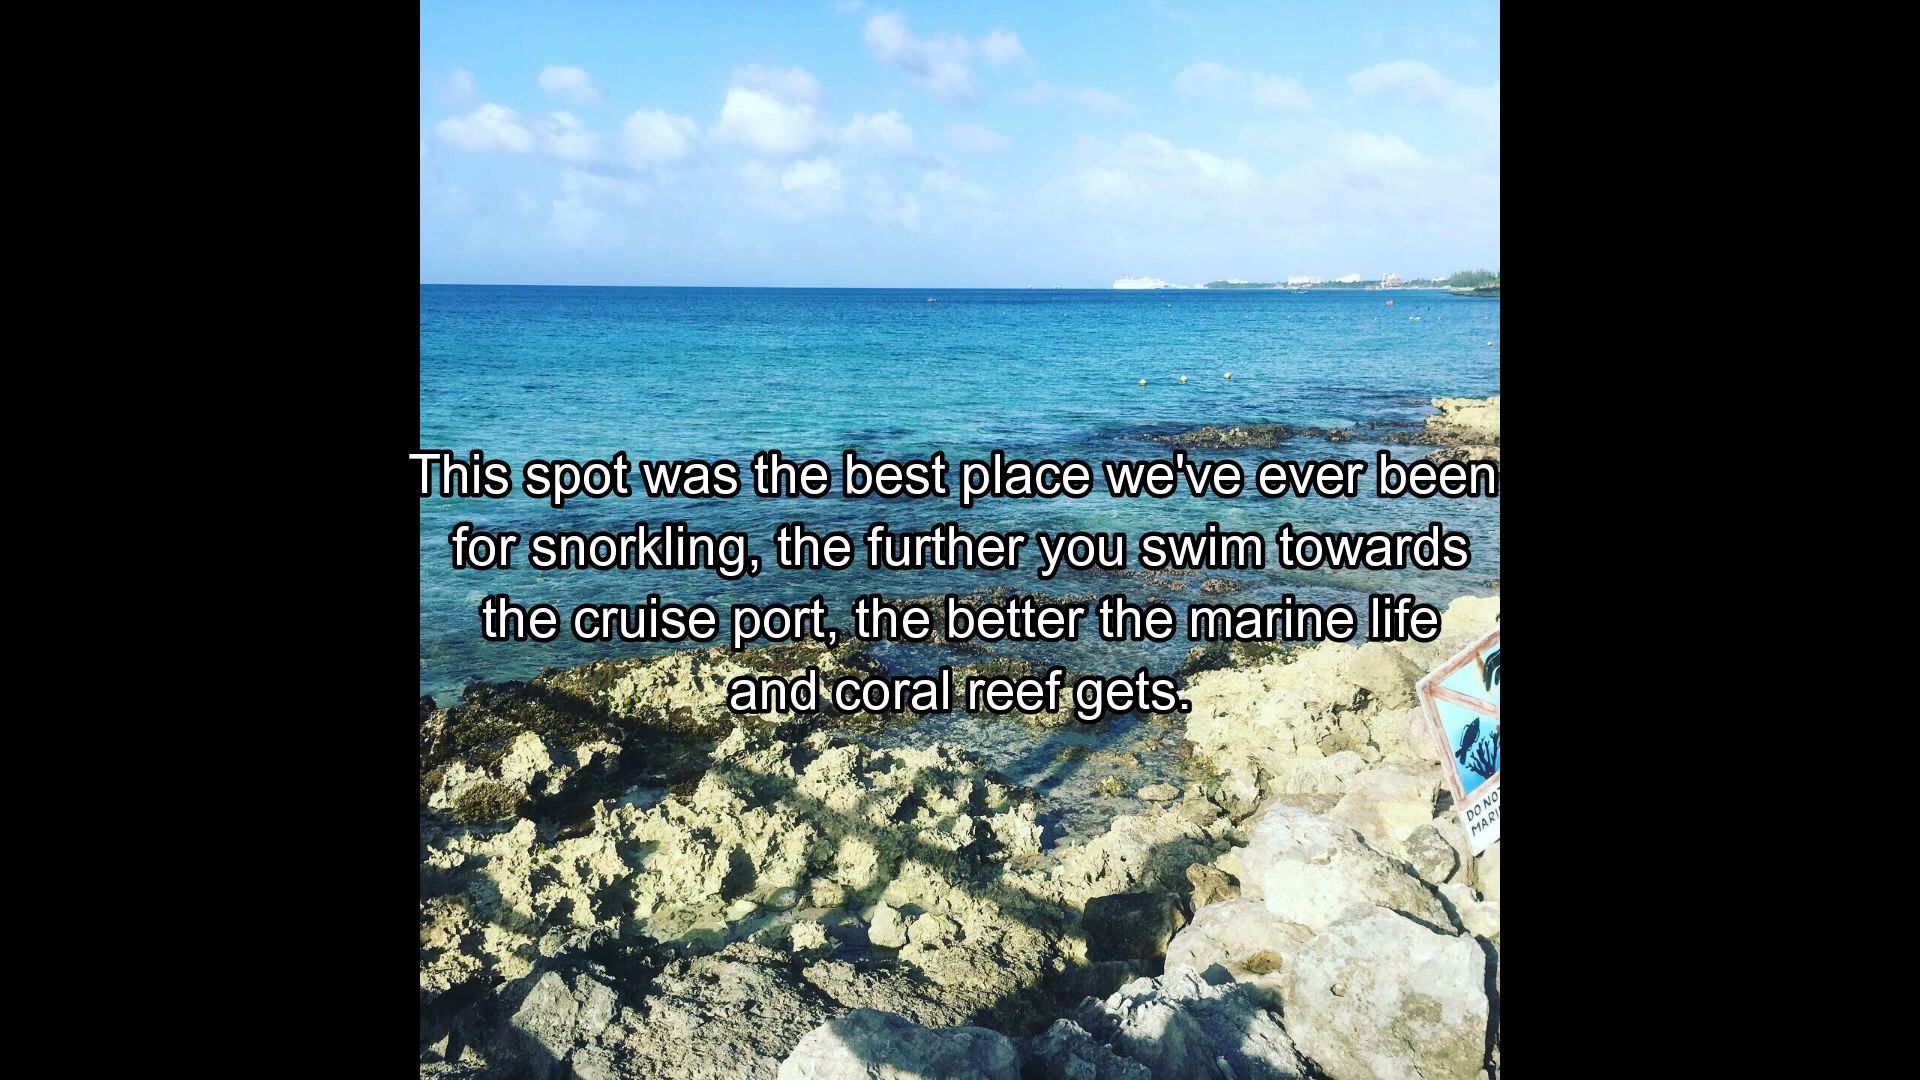 This spot was the best place we've ever been
for snorkling, the further you swim towards
the cruise port, the better the marine life
and coral reef gets.
DO NO
MARI